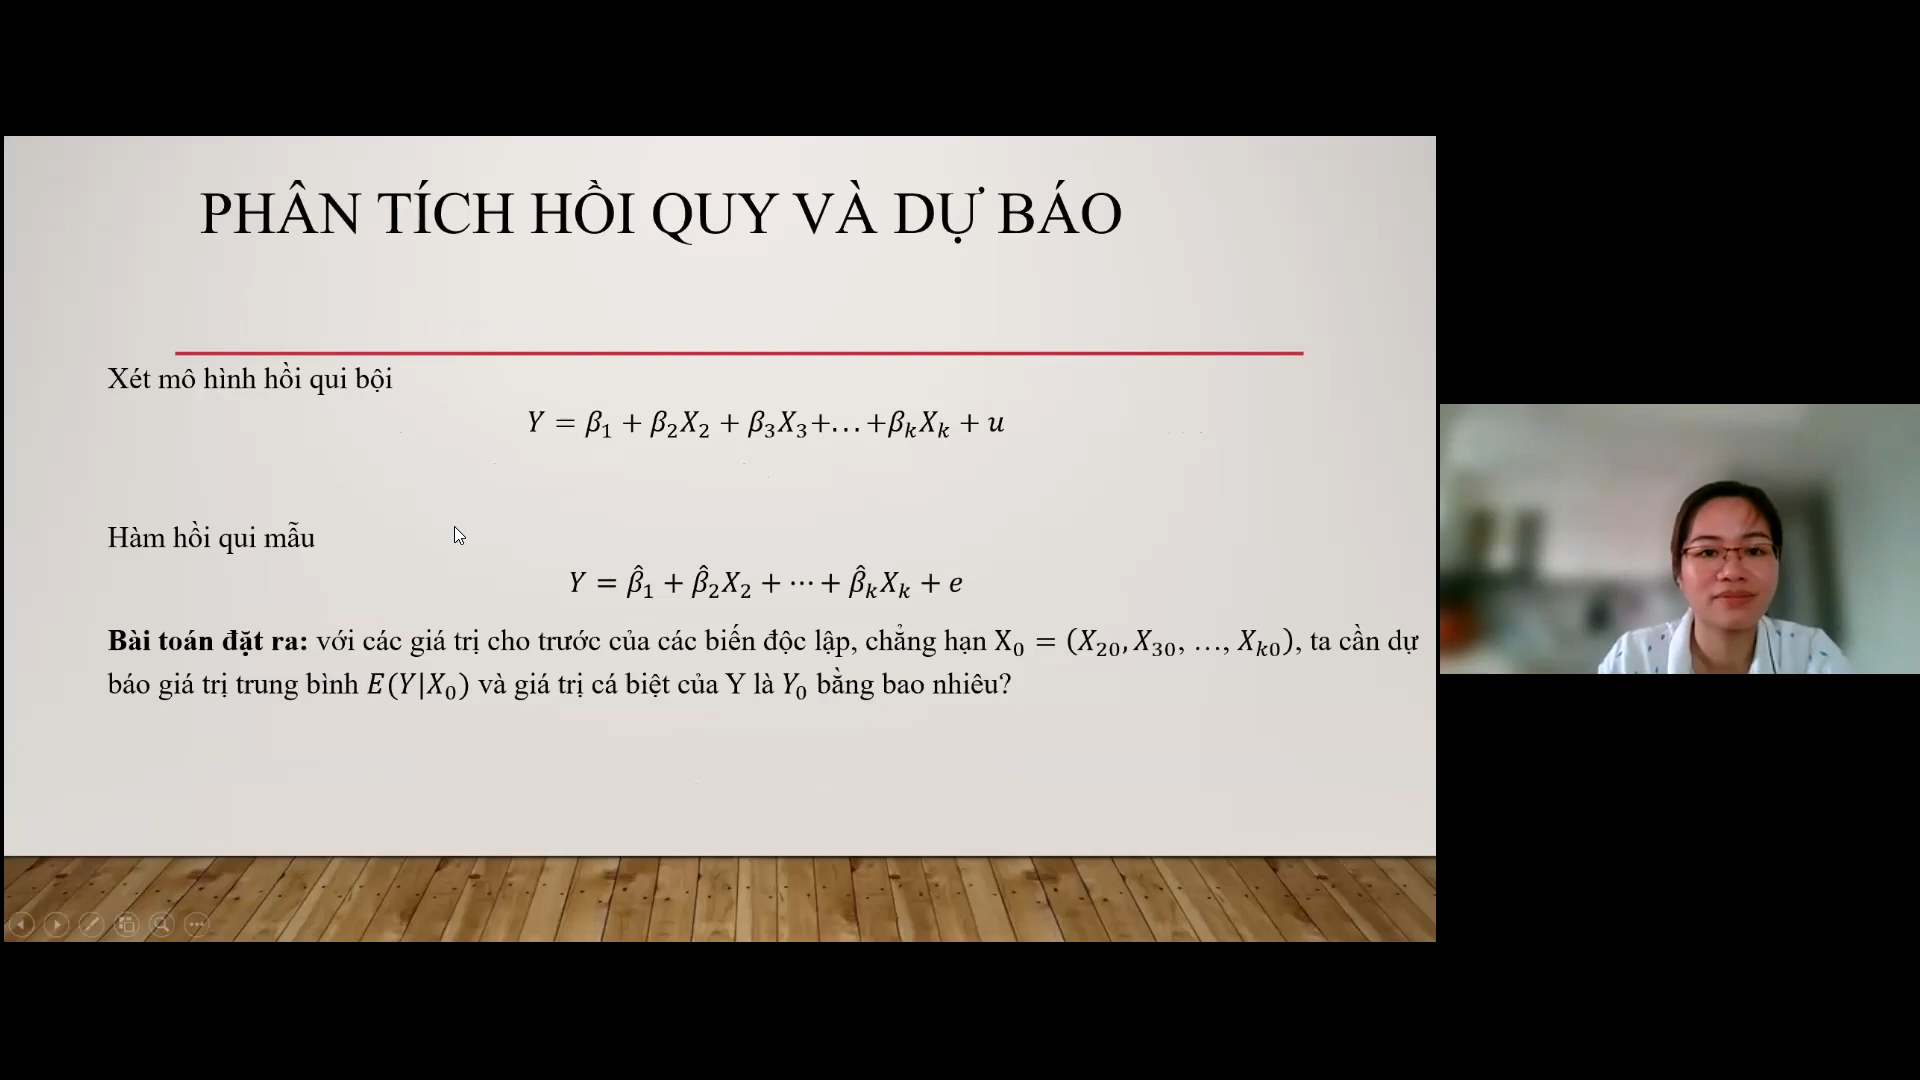 PHÂN TÍCH HỒI QUY VÀ DỰ BÁO
Xét mô hình hồi qui bội
Y = β₁ + β₂X₂ + β₃X₃+…+βₖXₖ + u
Hàm hồi qui mẫu
Y = β̂₁ + β̂₂X₂ + ⋯ + β̂ₖXₖ + e
Bài toán đặt ra: với các giá trị cho trước của các biến độc lập, chẳng hạn X₀ = (X₂₀, X₃₀, …, Xₖ₀), ta cần dự
báo giá trị trung bình E(Y|X₀) và giá trị cá biệt của Y là Y₀ bằng bao nhiêu?